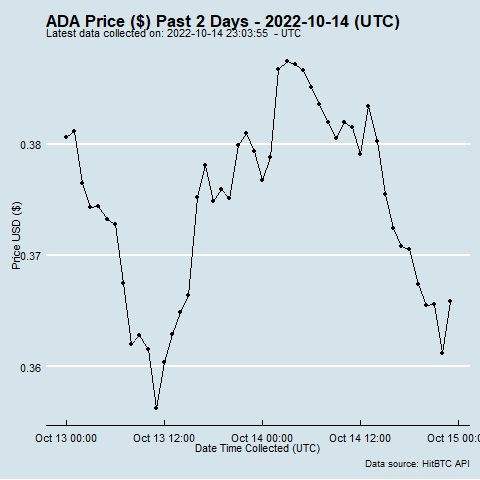 ADA Price ($) Past 2 Days - 2022-10-14 (UTC)
Latest data collected on: 2022-10-14 23:03:55 - UTC
0.38
0.37
0.36
Price USD ($)
Oct 13 00:00 Oct 13 12:00 Oct 14 00:00 Oct 14 12:00 Oct 15 00:00
Date Time Collected (UTC)
Data source: HitBTC API